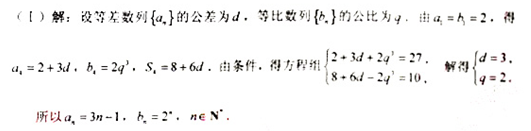 (Ⅰ) 解:设等差数列{aₙ}的公差为d,等比数列{bₙ}的公比为q.由a₁=b₁=2,得
a₄=2+3d,b₄=2q³,S₄=8+6d.由条件,得方程组{2+3d+2q³=27, 8+6d-2q³=10, 解得{d=3, q=2.
所以aₙ=3n-1,bₙ=2ⁿ,n∈N*.